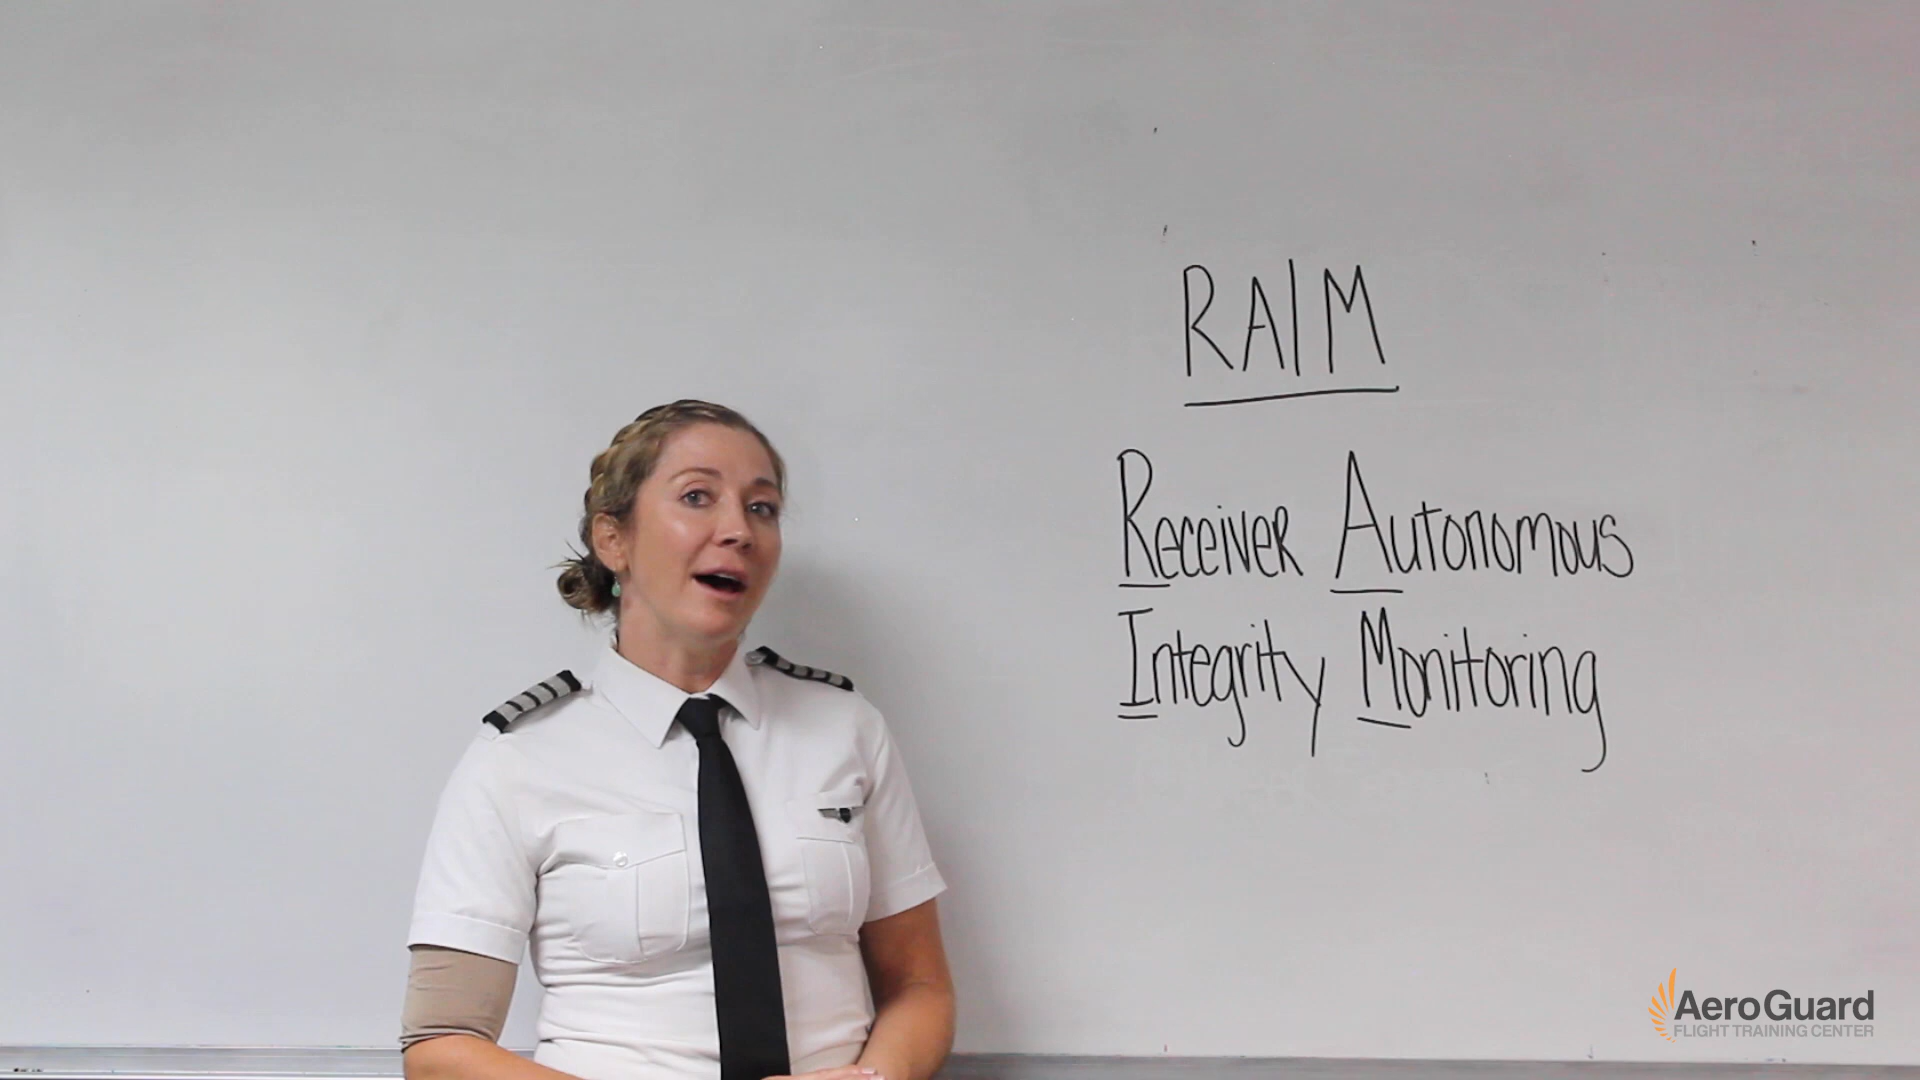 RAIM
Receiver Autonomous
Integrity Monitoring
AeroGuard
FLIGHT TRAINING CENTER